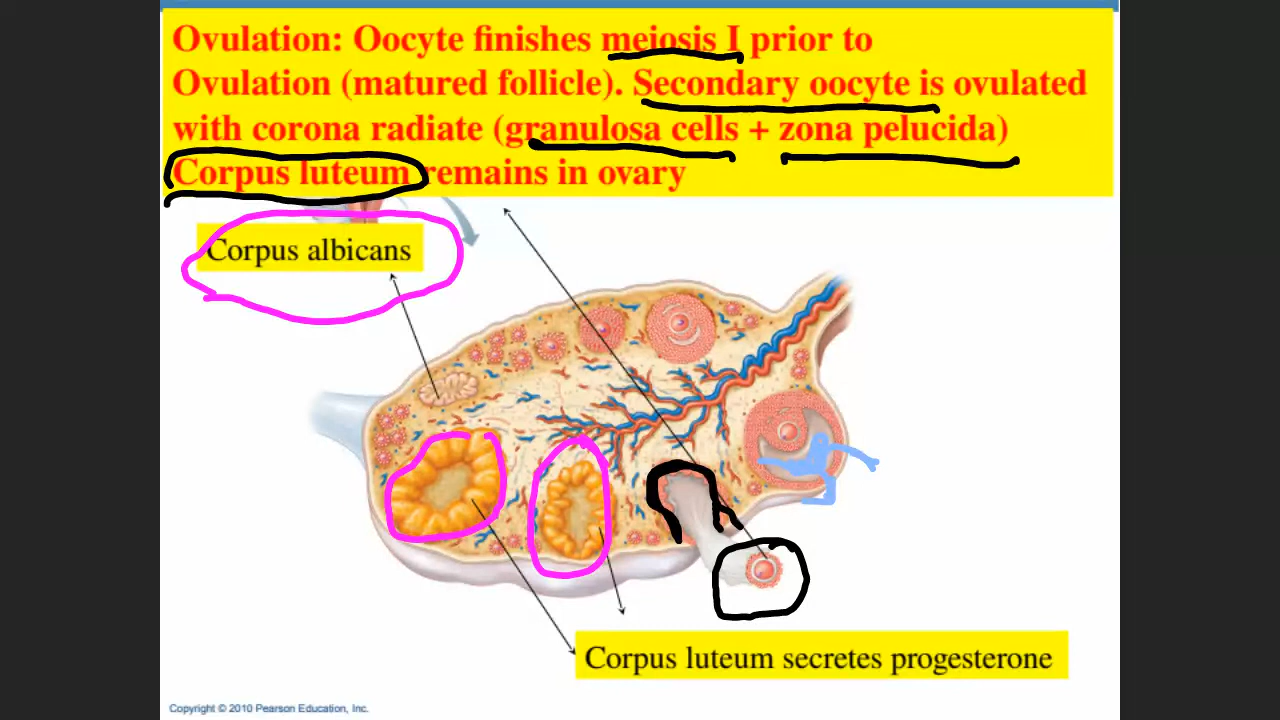 Ovulation: Oocyte finishes meiosis I prior to
Ovulation (matured follicle). Secondary oocyte is ovulated
with corona radiate (granulosa cells + zona pelucida)
Corpus luteum remains in ovary
Corpus albicans
Corpus luteum secretes progesterone
Copyright © 2010 Pearson Education, Inc.